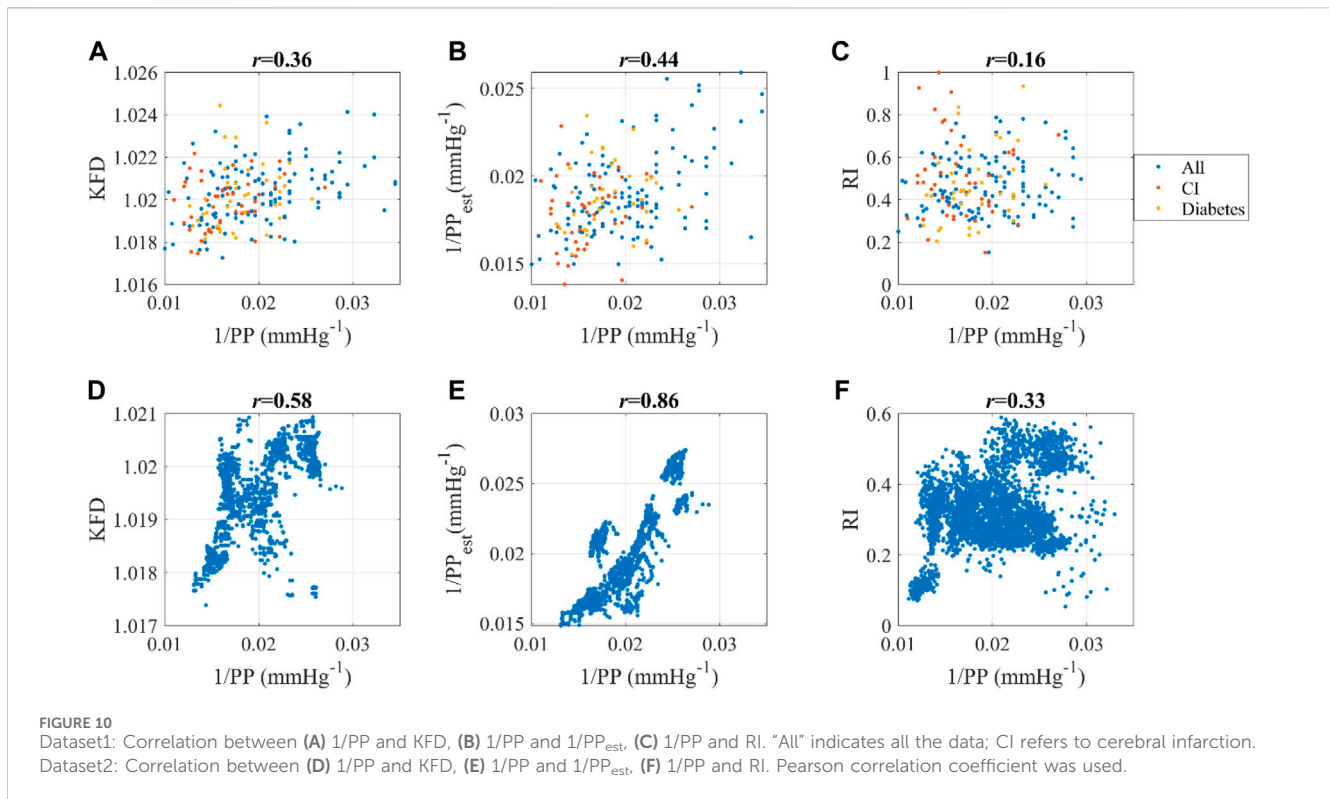 A
r=0.36
1.026
1.024
1.022
1.02
1.018
1.016
KFD
0.01
0.02
0.03
1/PP (mmHg⁻¹)
B
r=0.44
0.025
0.02
0.015
1/PP_est(mmHg⁻¹)
0.01
0.02
0.03
1/PP (mmHg⁻¹)
C
r=0.16
1
0.8
0.6
0.4
0.2
0
RI
0.01
0.02
0.03
1/PP (mmHg⁻¹)
All
CI
Diabetes
D
r=0.58
1.021
1.02
1.019
1.018
1.017
KFD
0.01
0.02
0.03
1/PP (mmHg⁻¹)
E
r=0.86
0.03
0.025
0.02
0.015
1/PP_est(mmHg⁻¹)
0.01
0.02
0.03
1/PP (mmHg⁻¹)
F
r=0.33
0.6
0.4
0.2
0
RI
0.01
0.02
0.03
1/PP (mmHg⁻¹)
FIGURE 10
Dataset1: Correlation between (A) 1/PP and KFD, (B) 1/PP and 1/PP_est, (C) 1/PP and RI. “All” indicates all the data; CI refers to cerebral infarction.
Dataset2: Correlation between (D) 1/PP and KFD, (E) 1/PP and 1/PP_est, (F) 1/PP and RI. Pearson correlation coefficient was used.